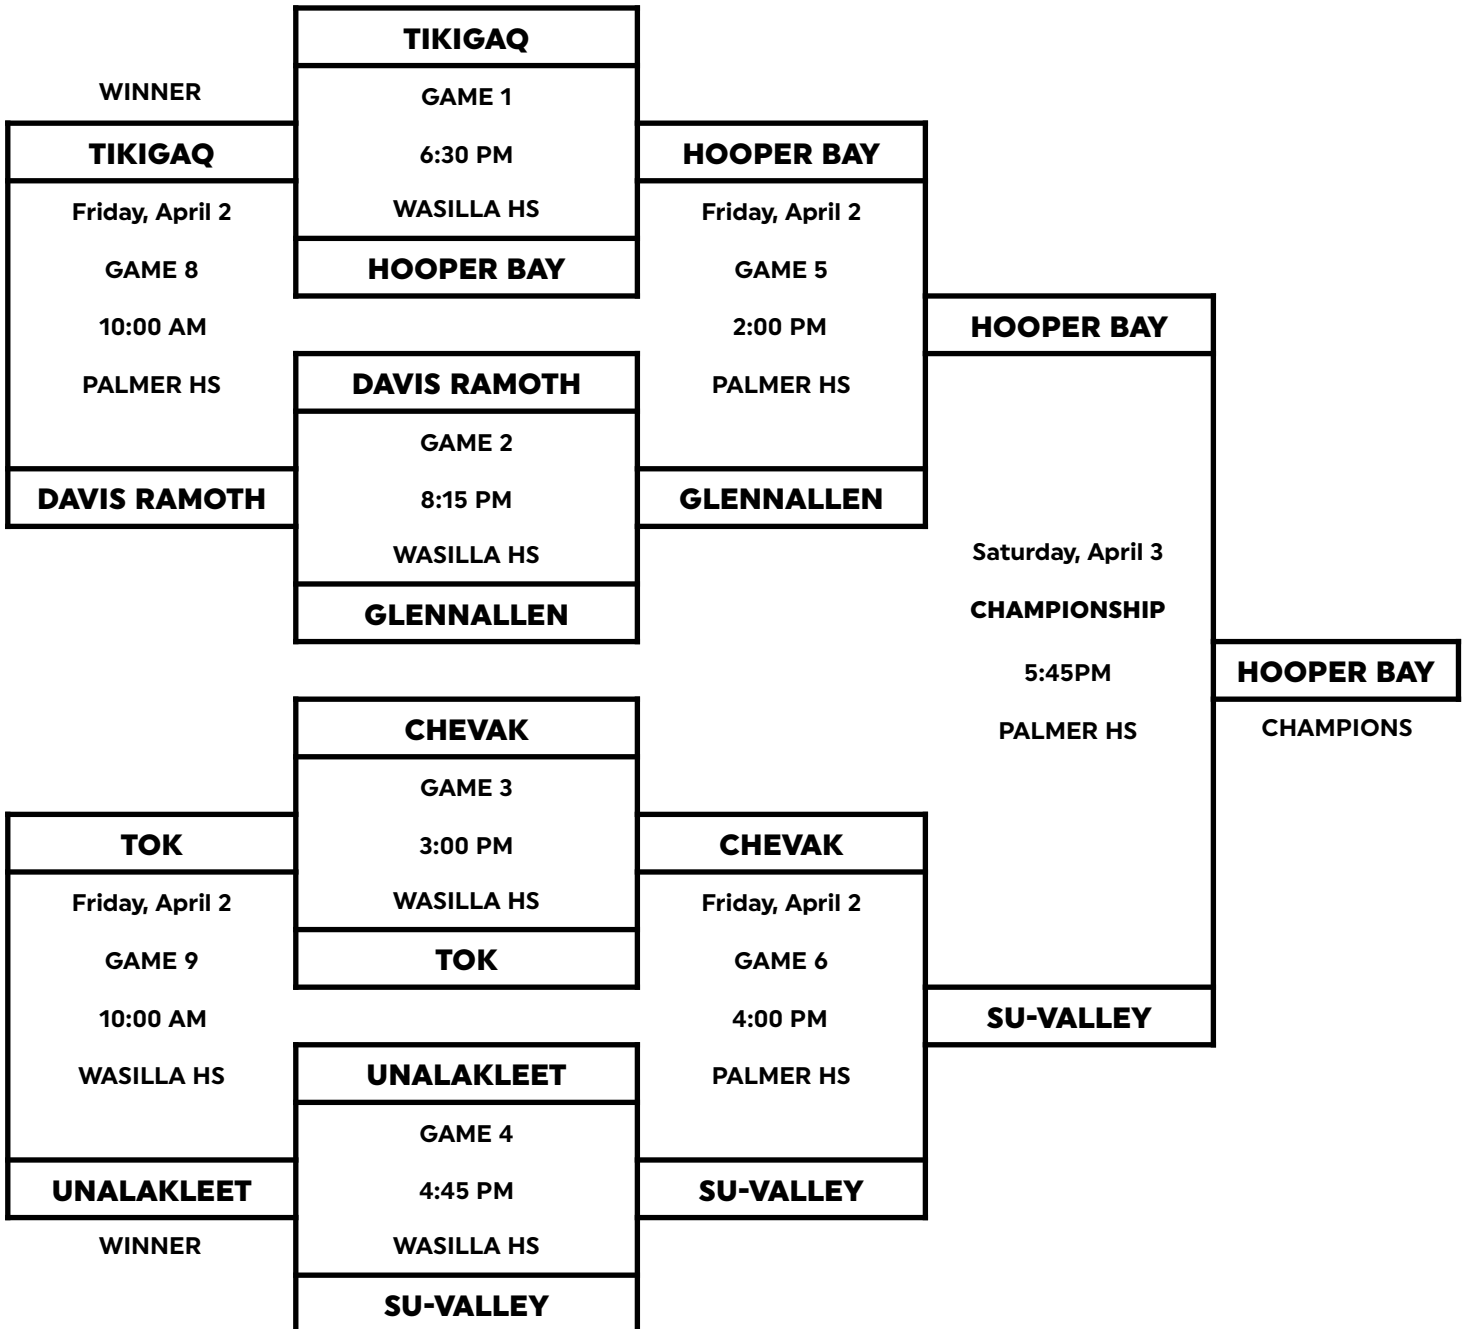 TIKIGAQ
WINNER
GAME 1
TIKIGAQ
6:30 PM
HOOPER BAY
Friday, April 2
WASILLA HS
Friday, April 2
GAME 8
HOOPER BAY
GAME 5
10:00 AM
2:00 PM
HOOPER BAY
PALMER HS
DAVIS RAMOTH
PALMER HS
GAME 2
DAVIS RAMOTH
8:15 PM
GLENNALLEN
WASILLA HS
Saturday, April 3
GLENNALLEN
CHAMPIONSHIP
5:45PM
HOOPER BAY
CHEVAK
PALMER HS
CHAMPIONS
GAME 3
TOK
3:00 PM
CHEVAK
Friday, April 2
WASILLA HS
Friday, April 2
GAME 9
TOK
GAME 6
10:00 AM
4:00 PM
SU-VALLEY
WASILLA HS
UNALAKLEET
PALMER HS
GAME 4
UNALAKLEET
4:45 PM
SU-VALLEY
WINNER
WASILLA HS
SU-VALLEY